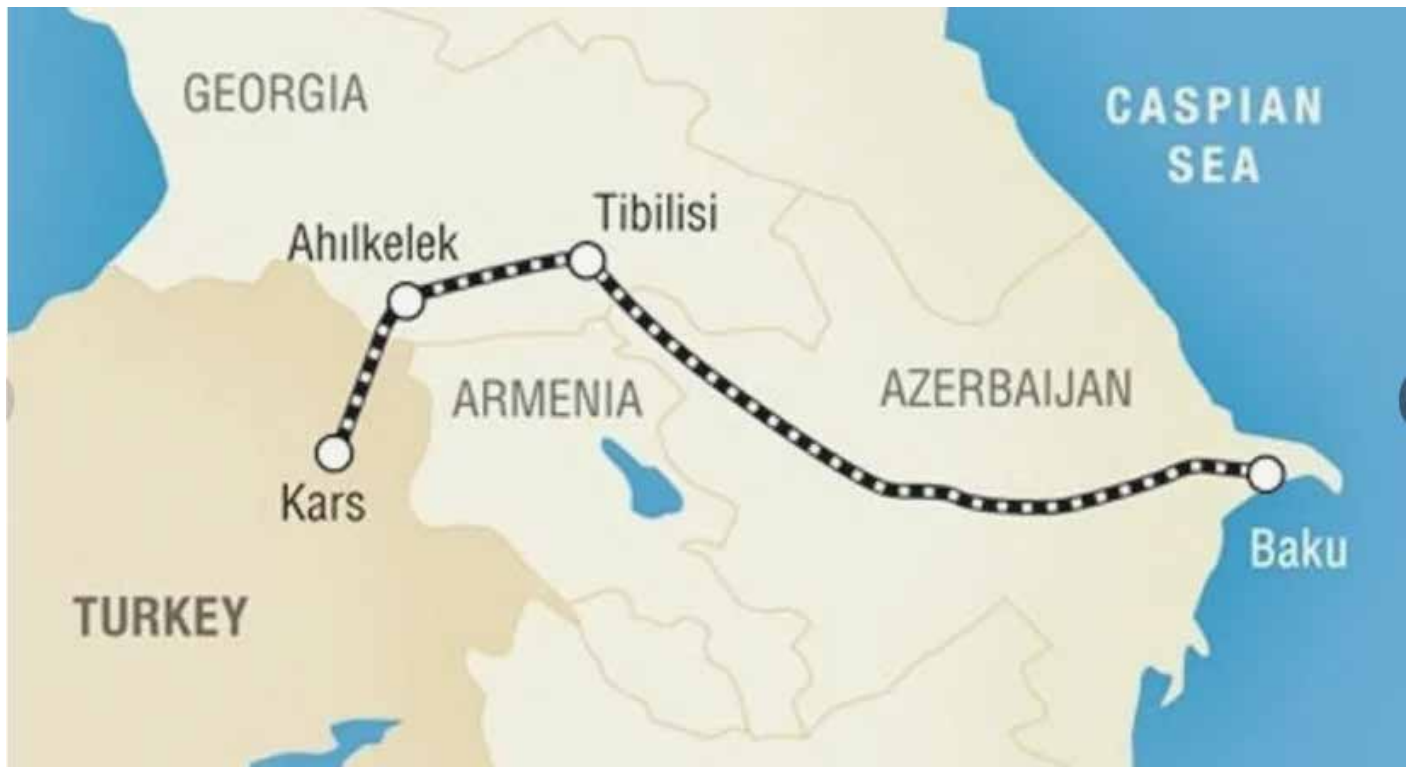 GEORGIA
CASPIAN
SEA
Tibilisi
Ahılkelek
ARMENIA
AZERBAIJAN
Kars
Baku
TURKEY